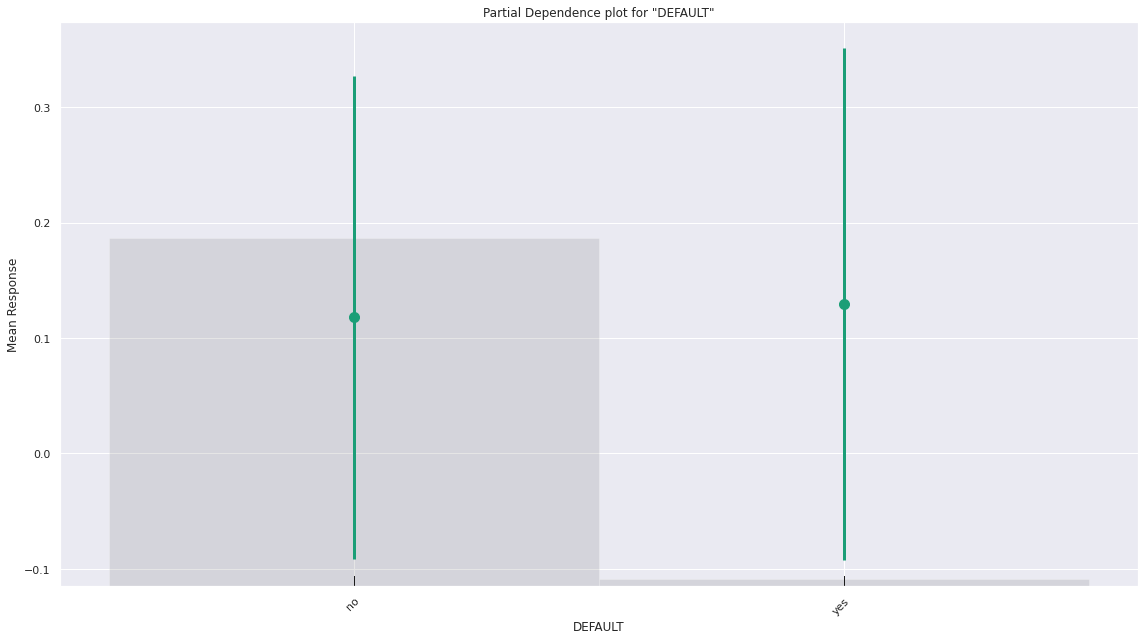 Partial Dependence plot for "DEFAULT"
Mean Response
0.3
0.2
0.1
0.0
−0.1
no
yes
DEFAULT